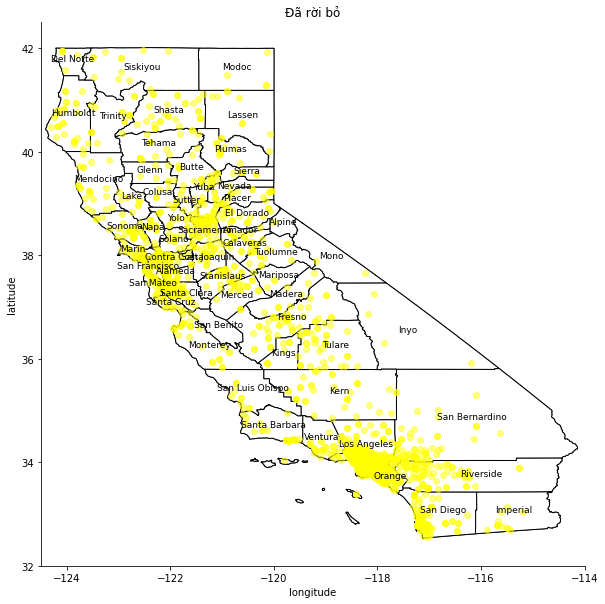 Đã rời bỏ
42
40
38
36
34
32
latitude
Del Norte
Siskiyou
Modoc
Humboldt
Trinity
Shasta
Lassen
Tehama
Plumas
Mendocino
Glenn
Butte
Sierra
Lake
Colusa
Yuba
Nevada
Sutter
Placer
Sonoma
Napa
Yolo
El Dorado
Sacramento
Amador
Alpine
Solano
Marin
Calaveras
Contra Costa
San Joaquin
Tuolumne
Mono
San Francisco
Alameda
Stanislaus
Mariposa
San Mateo
Santa Clara
Merced
Madera
Santa Cruz
San Benito
Fresno
Inyo
Monterey
Kings
Tulare
San Luis Obispo
Kern
San Bernardino
Santa Barbara
Ventura
Los Angeles
Orange
Riverside
San Diego
Imperial
−124
−122
−120
−118
−116
−114
longitude